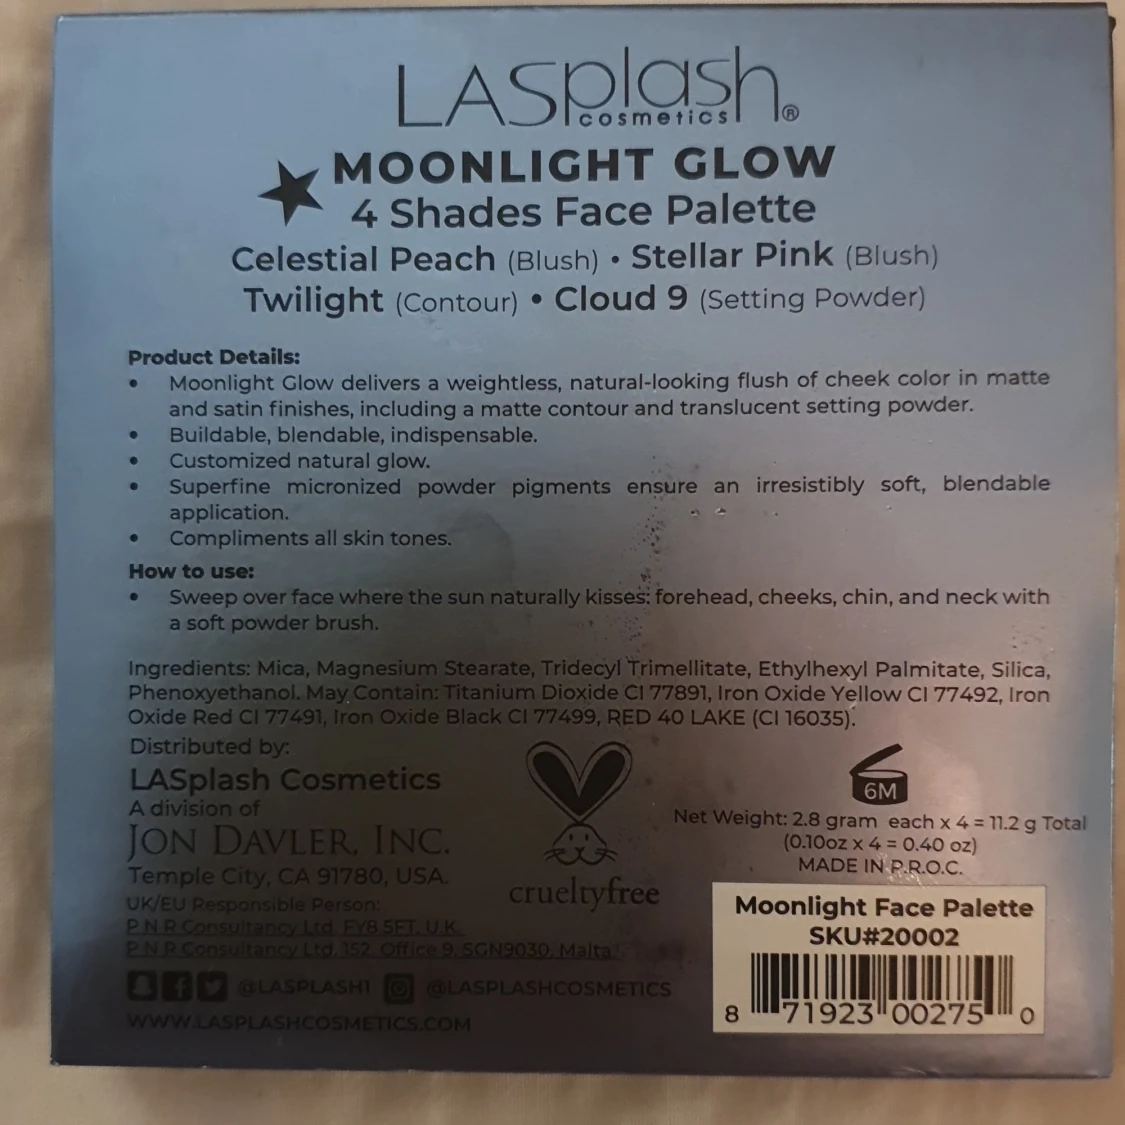 LASplash®
cosmetics
MOONLIGHT GLOW
4 Shades Face Palette
Celestial Peach (Blush) • Stellar Pink (Blush)
Twilight (Contour) • Cloud 9 (Setting Powder)
Product Details:
• Moonlight Glow delivers a weightless, natural-looking flush of cheek color in matte
and satin finishes, including a matte contour and translucent setting powder.
• Buildable, blendable, indispensable.
• Customized natural glow.
• Superfine micronized powder pigments ensure an irresistibly soft, blendable
application.
• Compliments all skin tones.
How to use:
• Sweep over face where the sun naturally kisses: forehead, cheeks, chin, and neck with
a soft powder brush.
Ingredients: Mica, Magnesium Stearate, Tridecyl Trimellitate, Ethylhexyl Palmitate, Silica,
Phenoxyethanol. May Contain: Titanium Dioxide CI 77891, Iron Oxide Yellow CI 77492, Iron
Oxide Red CI 77491, Iron Oxide Black CI 77499, RED 40 LAKE (CI 16035).
Distributed by:
LASplash Cosmetics
A division of
JON DAVLER, INC.
Temple City, CA 91780, USA.
UK/EU Responsible Person:
P N R Consultancy Ltd. FY8 5FT, U.K.
P N R Consultancy Ltd. 152, Office 9, SGN9030, Malta.
@LASPLASH1 @LASPLASHCOSMETICS
WWW.LASPLASHCOSMETICS.COM
crueltyfree
6M
Net Weight: 2.8 gram each x 4 = 11.2 g Total
(0.10oz x 4 = 0.40 oz)
MADE IN P.R.O.C.
Moonlight Face Palette
SKU#20002
8 71923 00275 0